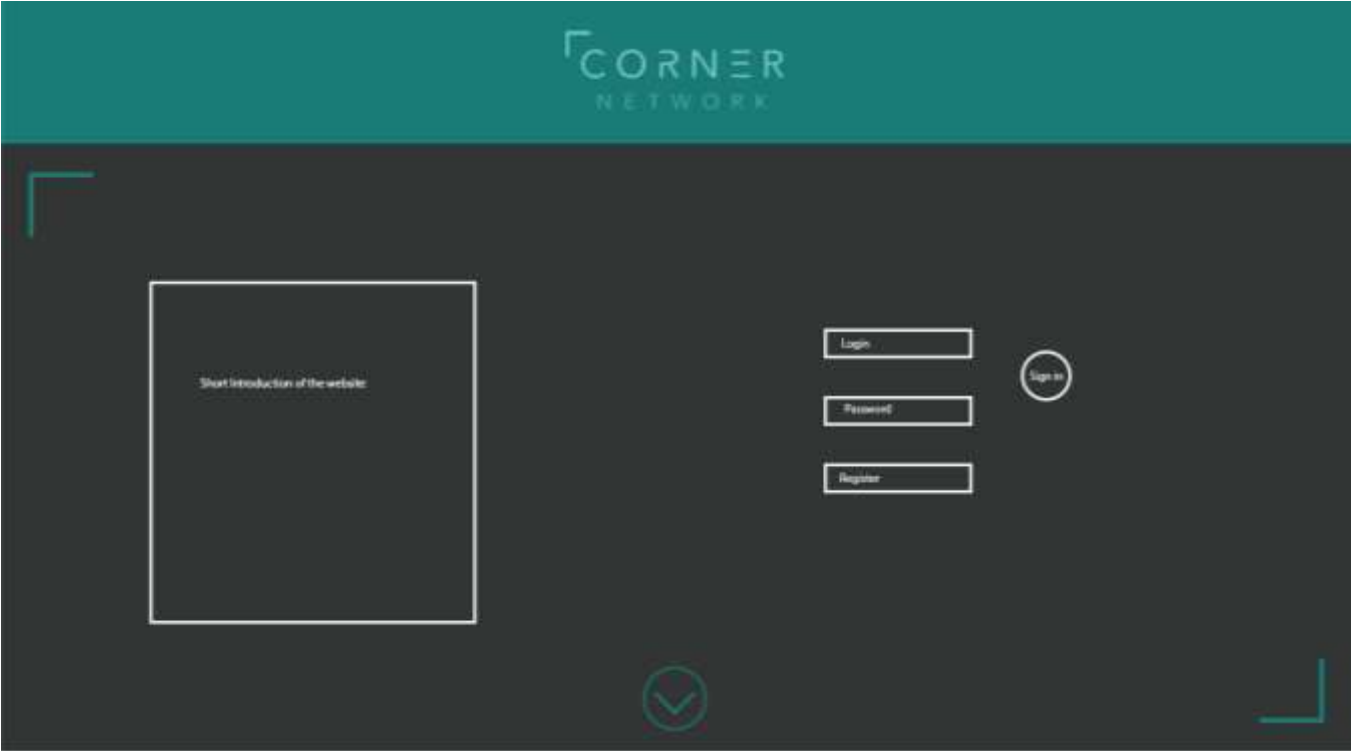 CORNER
NETWORK
Short Introduction of the website
Login
Sign in
Password
Register